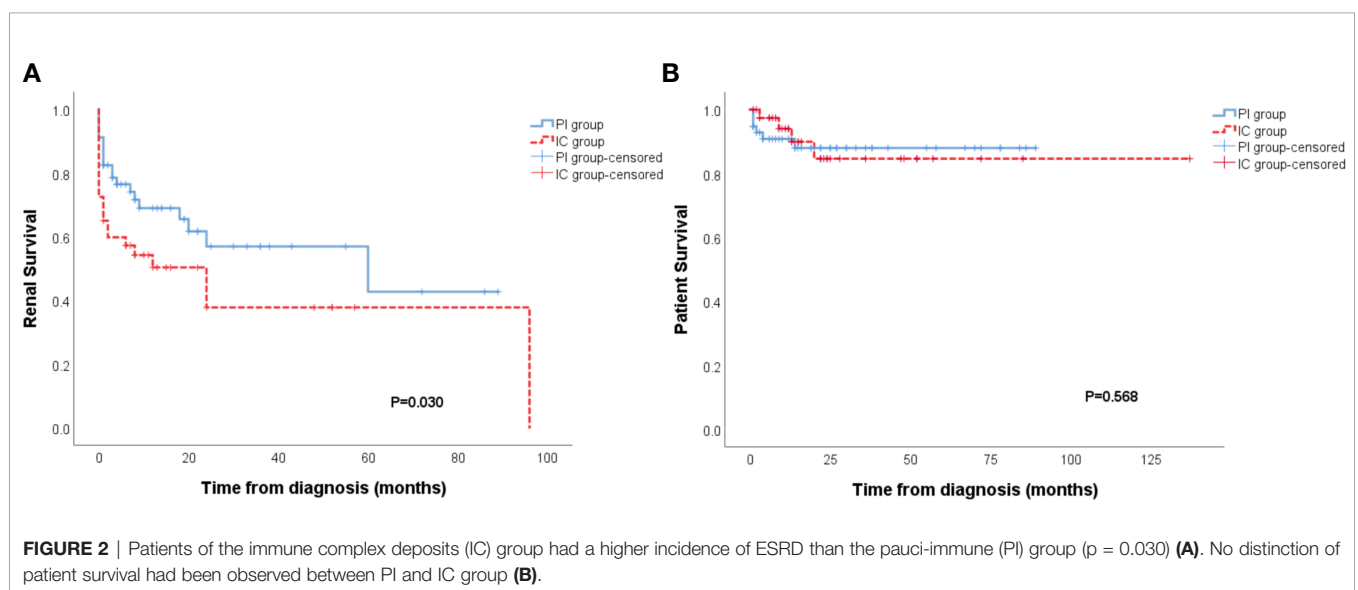 A
Renal Survival
1.0
0.8
0.6
0.4
0.2
0.0
0
20
40
60
80
100
Time from diagnosis (months)
PI group
IC group
PI group-censored
IC group-censored
P=0.030
B
Patient Survival
1.0
0.8
0.6
0.4
0.2
0.0
0
25
50
75
100
125
Time from diagnosis (months)
PI group
IC group
PI group-censored
IC group-censored
P=0.568
FIGURE 2 | Patients of the immune complex deposits (IC) group had a higher incidence of ESRD than the pauci-immune (PI) group (p = 0.030) (A). No distinction of
patient survival had been observed between PI and IC group (B).